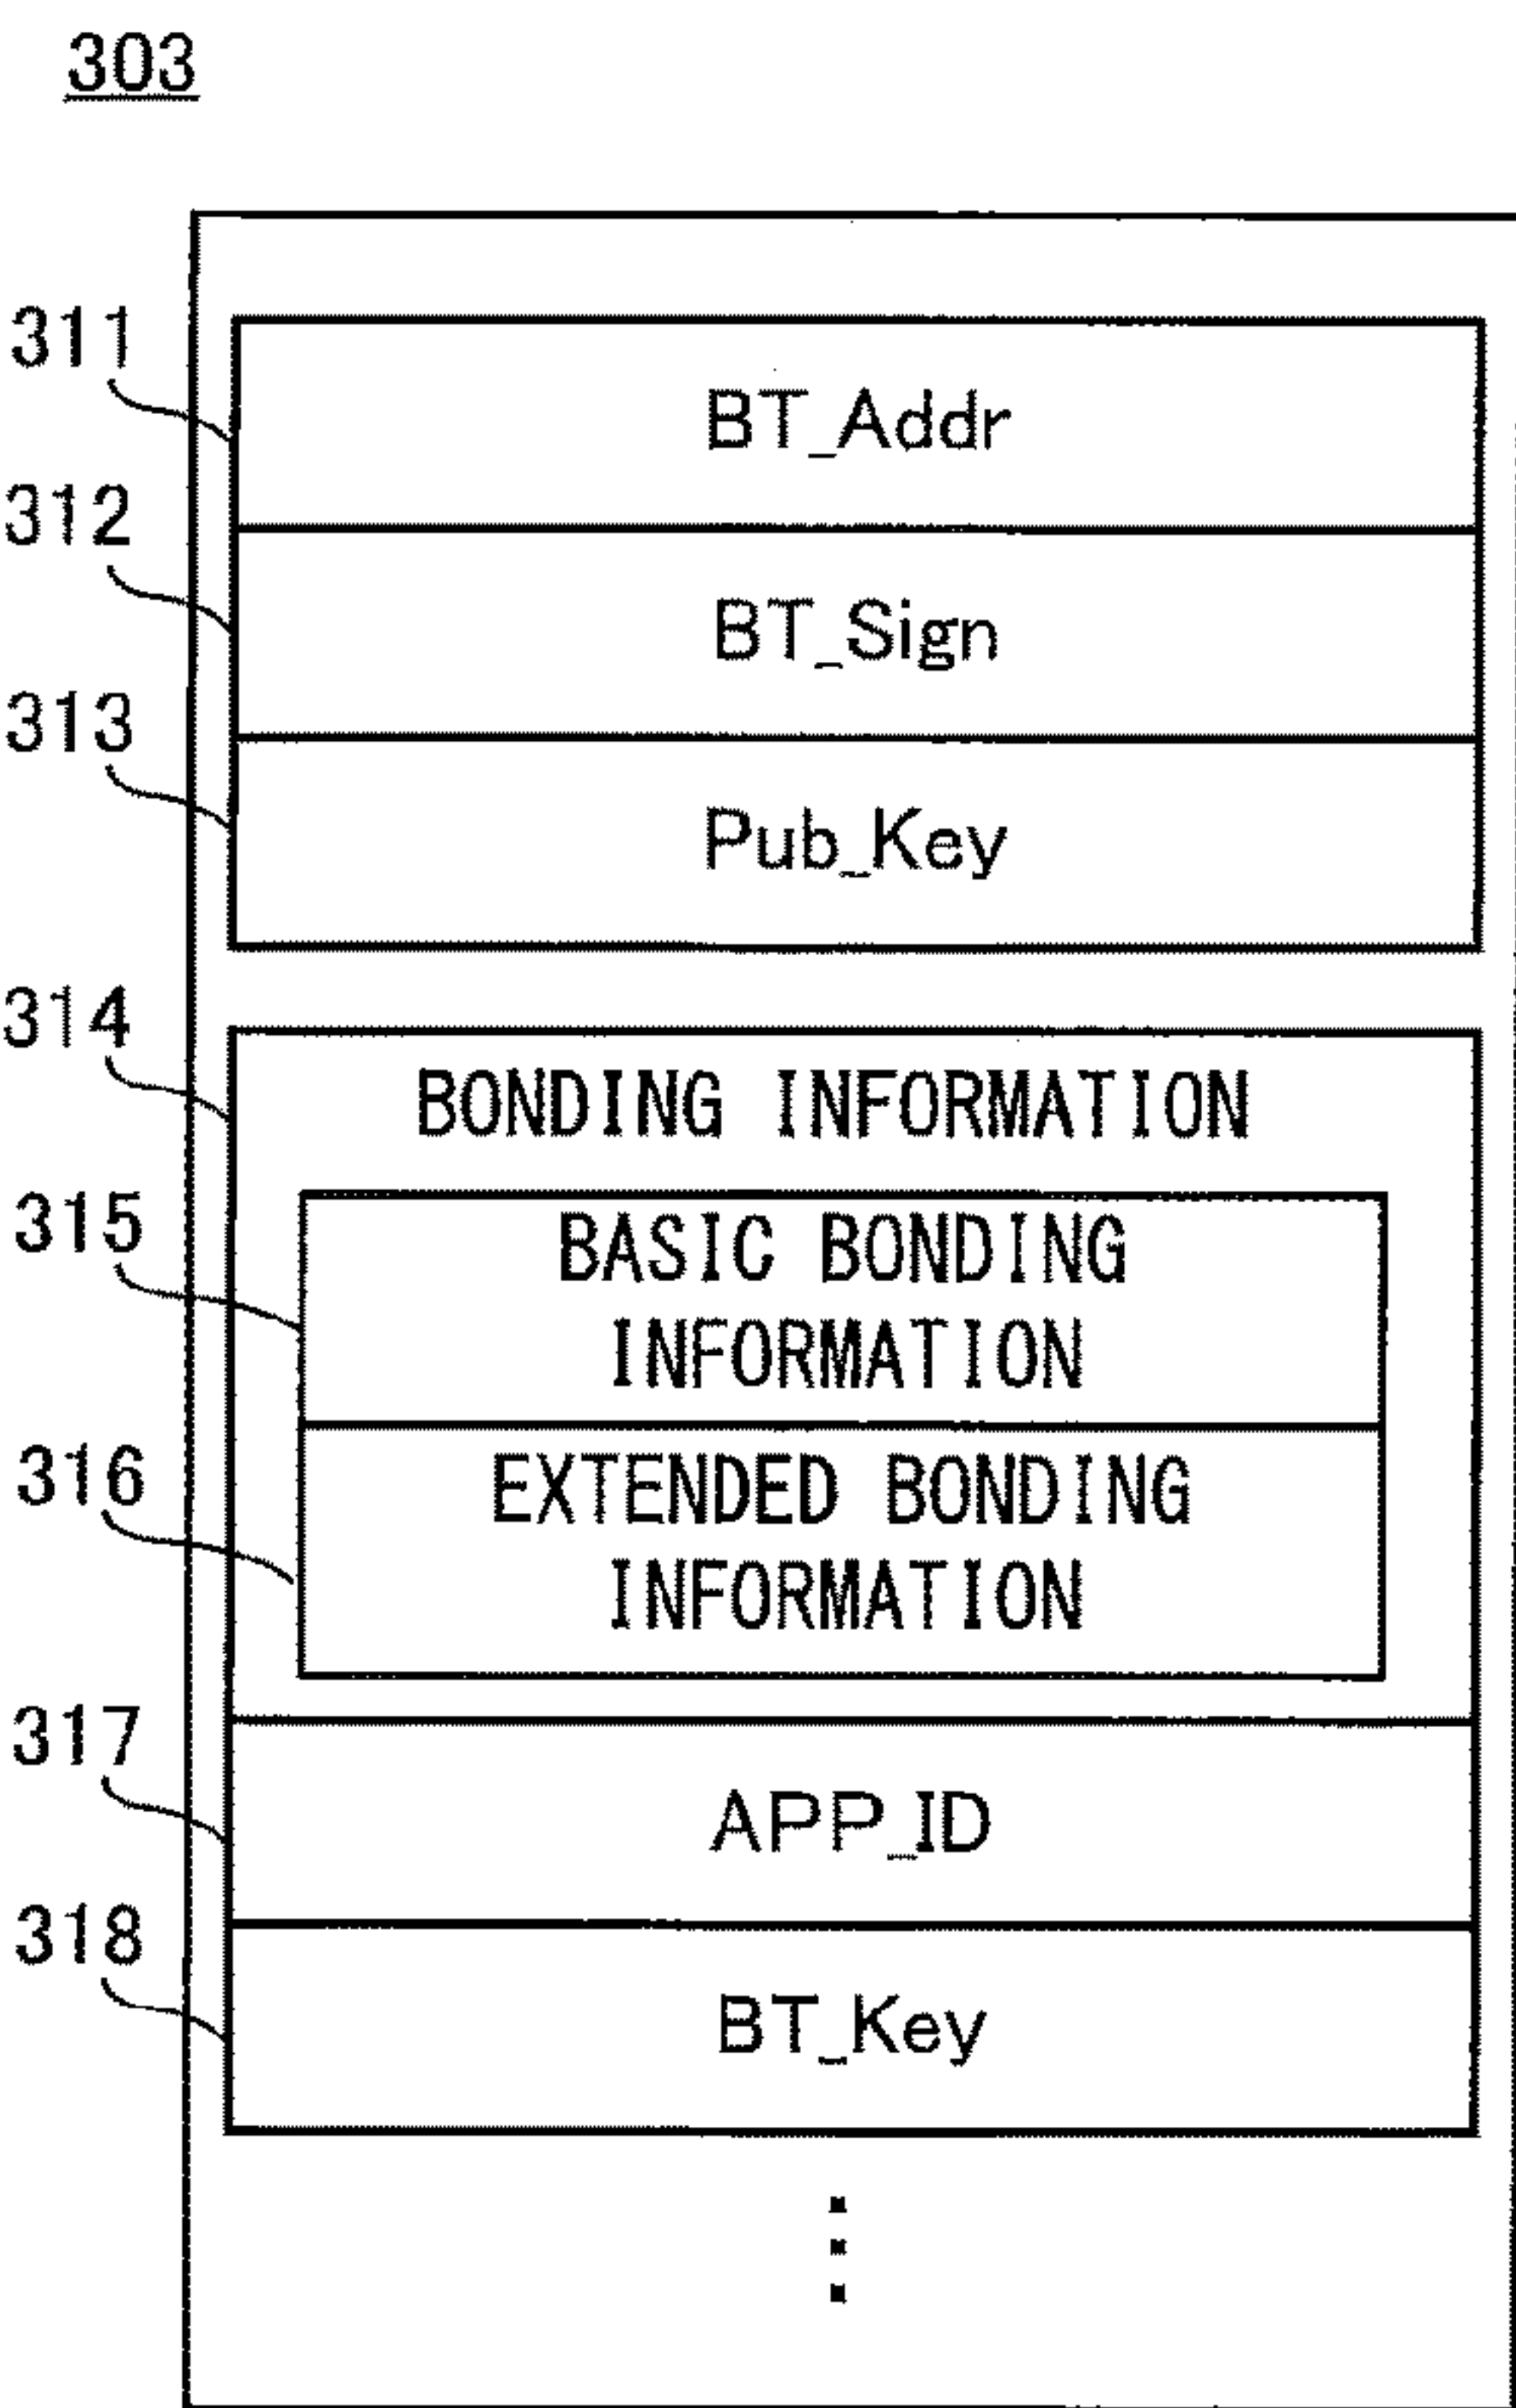 303
311
BT_Addr
312
BT_Sign
313
Pub_Key
314
BONDING INFORMATION
315
BASIC BONDING
INFORMATION
316
EXTENDED BONDING
INFORMATION
317
APP_ID
318
BT_Key